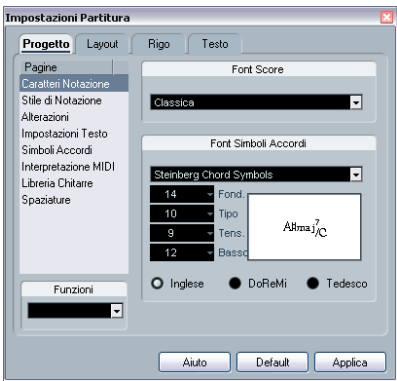 Impostazioni Partitura
Progetto Layout Rigo Testo
Pagine
Caratteri Notazione
Stile di Notazione
Alterazioni
Impostazioni Testo
Simboli Accordi
Interpretazione MIDI
Libreria Chitarre
Spaziature
Funzioni
Font Score
Classica
Font Simboli Accordi
Steinberg Chord Symbols
14 Fond.
10 Tipo
9 Tens.
12 Basso
Inglese DoReMi Tedesco
Aiuto Default Applica